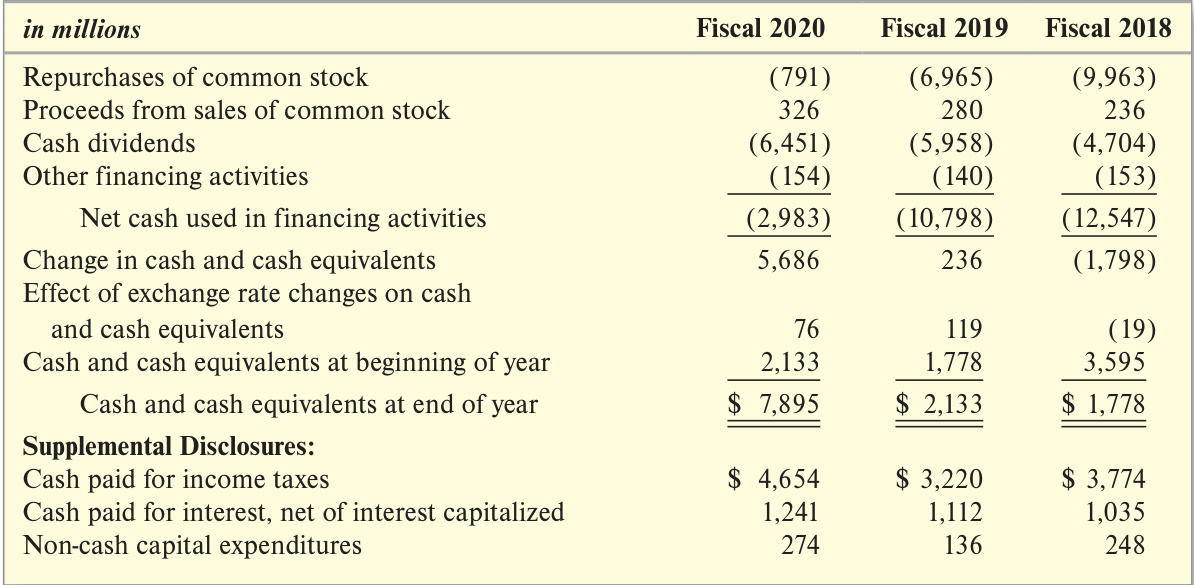 in millions Fiscal 2020 Fiscal 2019 Fiscal 2018
Repurchases of common stock (791) (6,965) (9,963)
Proceeds from sales of common stock 326 280 236
Cash dividends (6,451) (5,958) (4,704)
Other financing activities (154) (140) (153)
Net cash used in financing activities (2,983) (10,798) (12,547)
Change in cash and cash equivalents 5,686 236 (1,798)
Effect of exchange rate changes on cash
and cash equivalents 76 119 (19)
Cash and cash equivalents at beginning of year 2,133 1,778 3,595
Cash and cash equivalents at end of year $ 7,895 $ 2,133 $ 1,778
Supplemental Disclosures:
Cash paid for income taxes $ 4,654 $ 3,220 $ 3,774
Cash paid for interest, net of interest capitalized 1,241 1,112 1,035
Non-cash capital expenditures 274 136 248